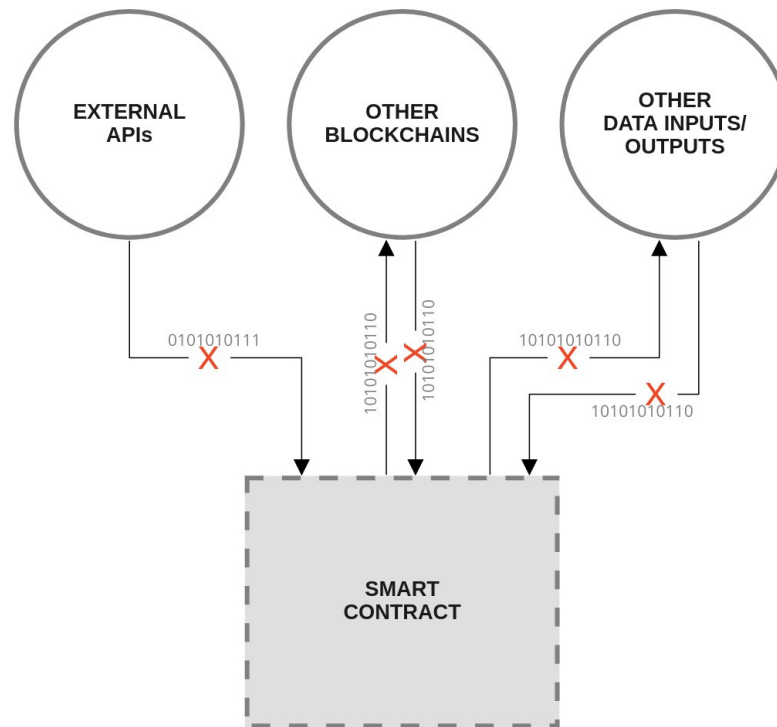 EXTERNAL
APIs
OTHER
BLOCKCHAINS
OTHER
DATA INPUTS/
OUTPUTS
0101010111
X
10101010110
X
X
10101010110
10101010110
X
X
10101010110
SMART
CONTRACT